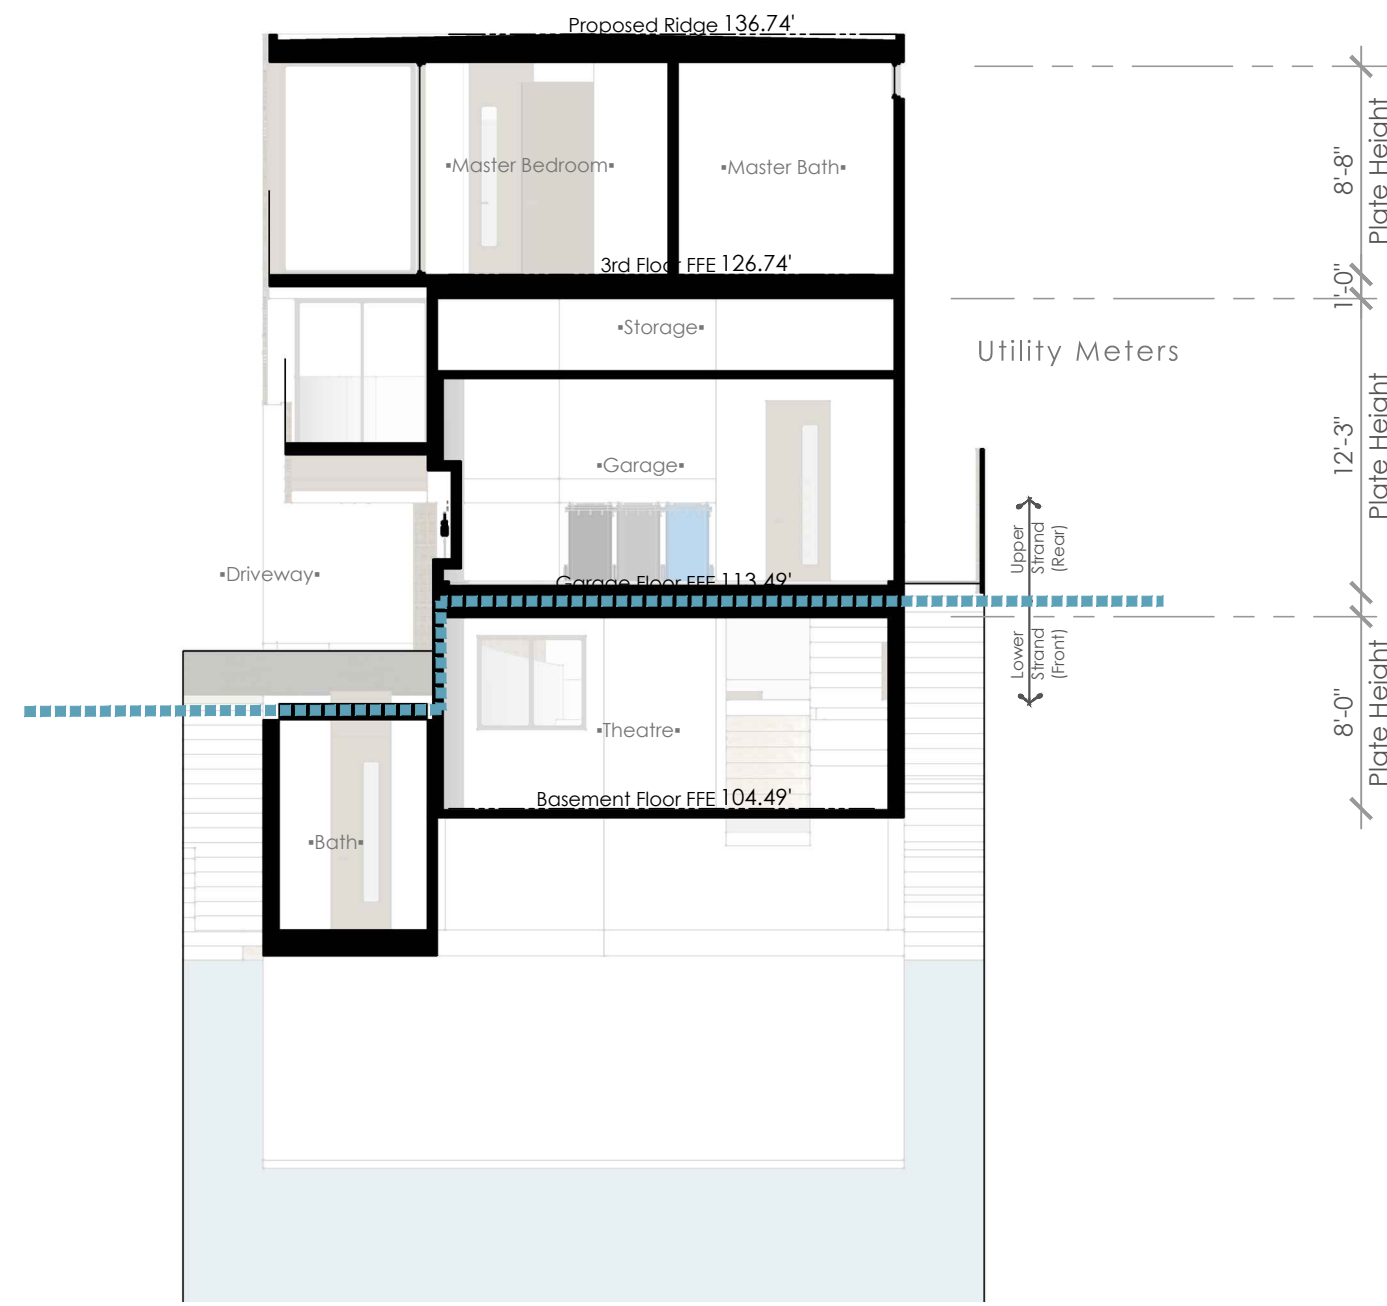 Proposed Ridge 136.74'
▪Master Bedroom▪
▪Master Bath▪
8'-8"
Plate Height
3rd Floor FFE 126.74'
1'-0"
▪Storage▪
Utility Meters
12'-3"
Plate Height
▪Garage▪
Upper
Strand
(Rear)
▪Driveway▪
Garage Floor FFE 113.49'
Lower
Strand
(Front)
8'-0"
Plate Height
▪Theatre▪
Basement Floor FFE 104.49'
▪Bath▪